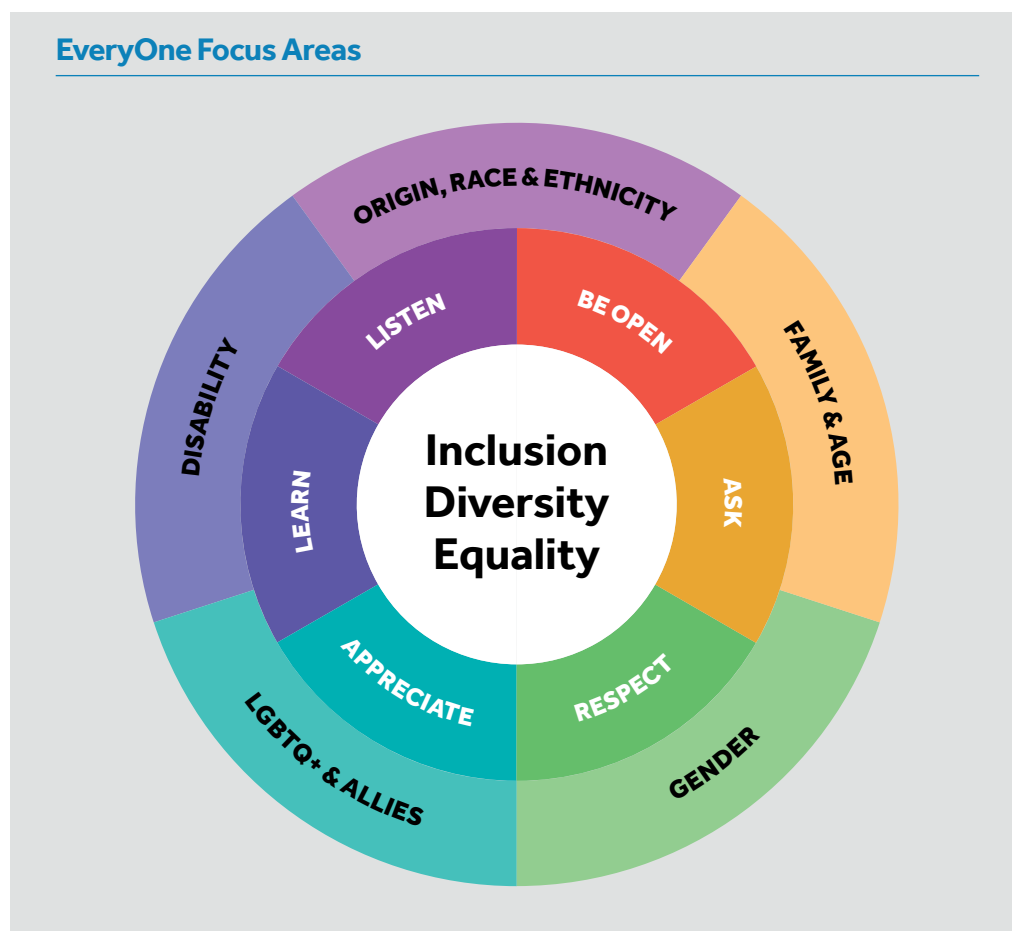 EveryOne Focus Areas
ORIGIN, RACE & ETHNICITY
FAMILY & AGE
GENDER
LGBTQ+ & ALLIES
DISABILITY
BE OPEN
ASK
RESPECT
APPRECIATE
LEARN
LISTEN
Inclusion
Diversity
Equality